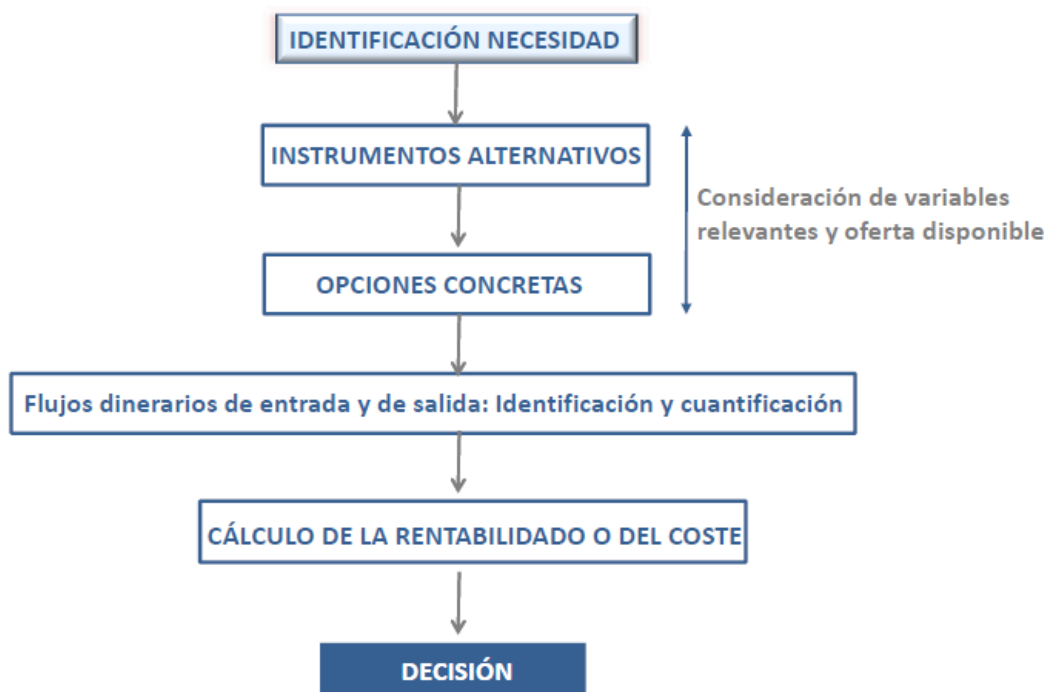 IDENTIFICACIÓN NECESIDAD
INSTRUMENTOS ALTERNATIVOS
Consideración de variables
relevantes y oferta disponible
OPCIONES CONCRETAS
Flujos dinerarios de entrada y de salida: Identificación y cuantificación
CÁLCULO DE LA RENTABILIDADO O DEL COSTE
DECISIÓN